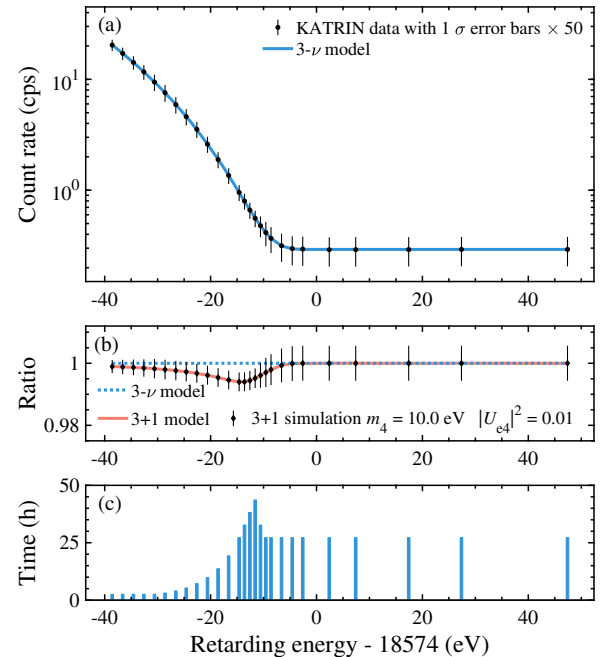 (a)
KATRIN data with 1 σ error bars × 50
3-ν model
Count rate (cps)
10¹
10⁰
-40 -20 0 20 40
(b)
Ratio
1
0.98
3-ν model
3+1 model 3+1 simulation m₄ = 10.0 eV |U_e4|² = 0.01
-40 -20 0 20 40
(c)
Time (h)
50
25
0
-40 -20 0 20 40
Retarding energy - 18574 (eV)